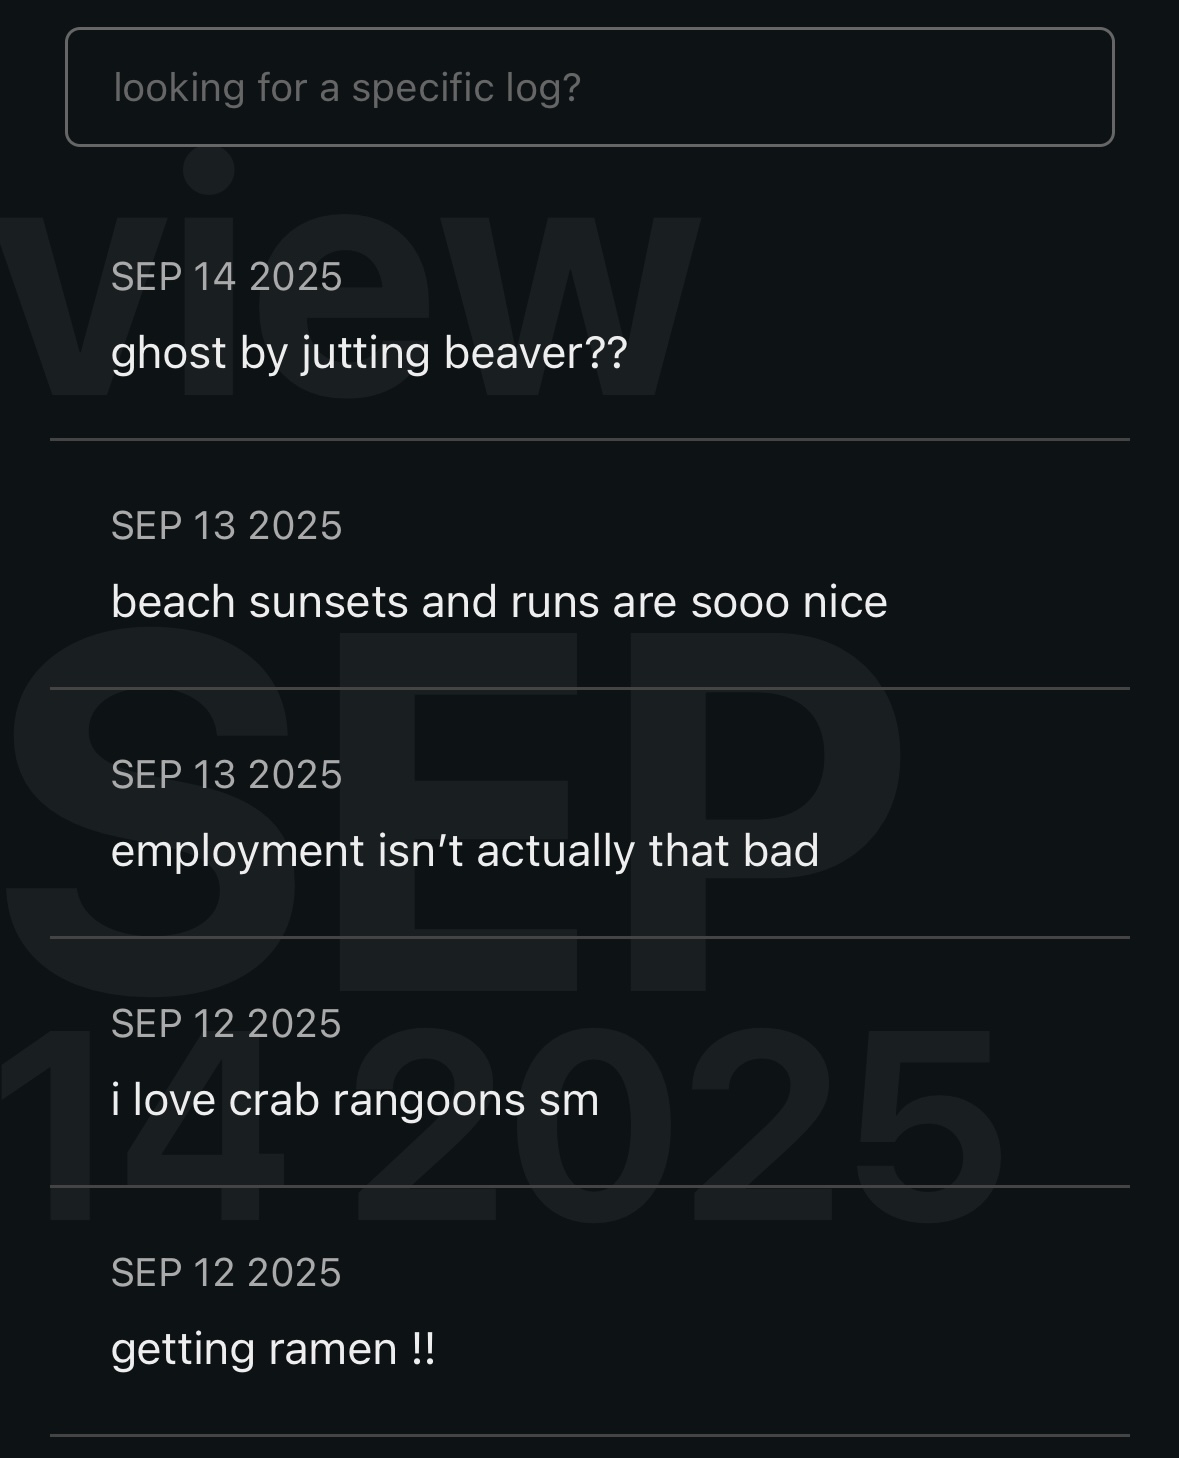 looking for a specific log?
view
SEP 14 2025
ghost by jutting beaver??
SEP 13 2025
beach sunsets and runs are sooo nice
SEP
SEP 13 2025
employment isn’t actually that bad
SEP 12 2025
i love crab rangoons sm
14 2025
SEP 12 2025
getting ramen !!